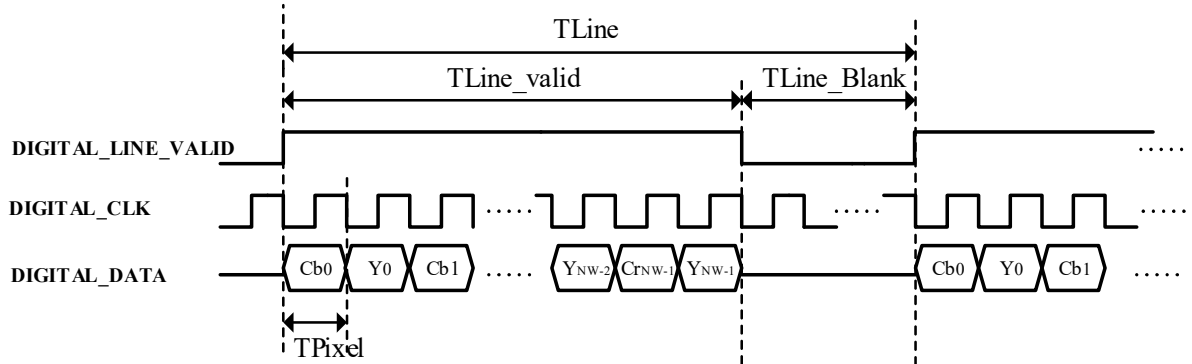 TLine
TLine_valid TLine_Blank
DIGITAL_LINE_VALID .....
DIGITAL_CLK ..... ..... .....
DIGITAL_DATA Cb0 Y0 Cb1 ..... YNW-2 CrNW-1 YNW-1 Cb0 Y0 Cb1 .....
TPixel